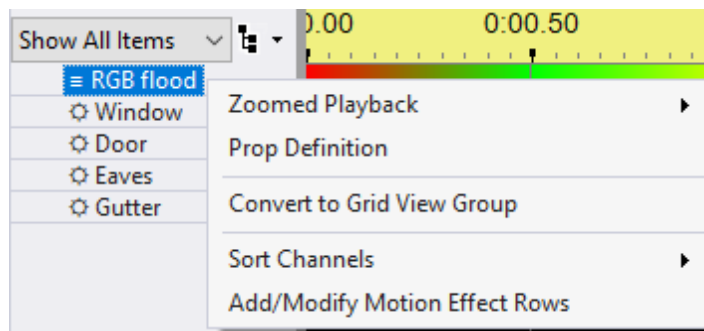 Show All Items
0.00 0:00.50
RGB flood
Window
Door
Eaves
Gutter
Zoomed Playback
Prop Definition
Convert to Grid View Group
Sort Channels
Add/Modify Motion Effect Rows